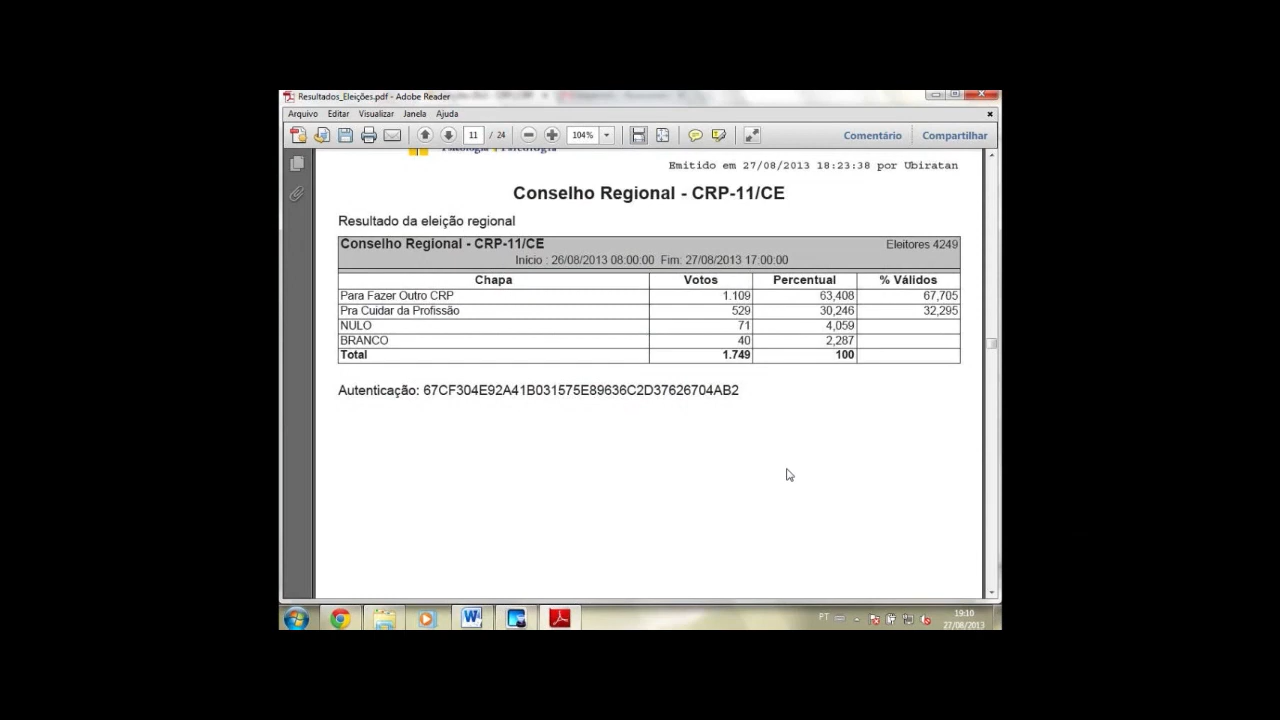 Resultados_Eleições.pdf - Adobe Reader
Arquivo Editar Visualizar Janela Ajuda
11 / 24 104% Comentário Compartilhar
Emitido em 27/08/2013 18:23:38 por Ubiratan
Conselho Regional - CRP-11/CE
Resultado da eleição regional
Conselho Regional - CRP-11/CE Eleitores 4249
Inicio : 26/08/2013 08:00:00 Fim: 27/08/2013 17:00:00
Chapa Votos Percentual % Válidos
Para Fazer Outro CRP 1.109 63,408 67,705
Pra Cuidar da Profissão 529 30,246 32,295
NULO 71 4,059
BRANCO 40 2,287
Total 1.749 100
Autenticação: 67CF304E92A41B031575E89636C2D37626704AB2
PT 19:10
27/08/2013